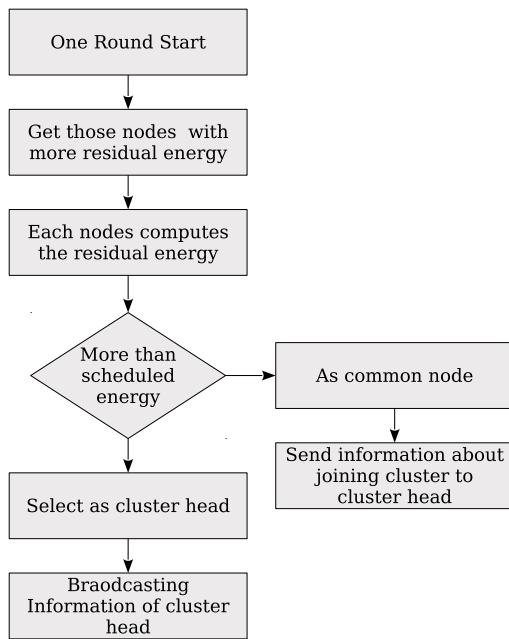 One Round Start
Get those nodes  with
more residual energy
Each nodes computes
the residual energy
More than
scheduled
energy
As common node
Send information about
joining cluster to
cluster head
Select as cluster head
Braodcasting
Information of cluster
head